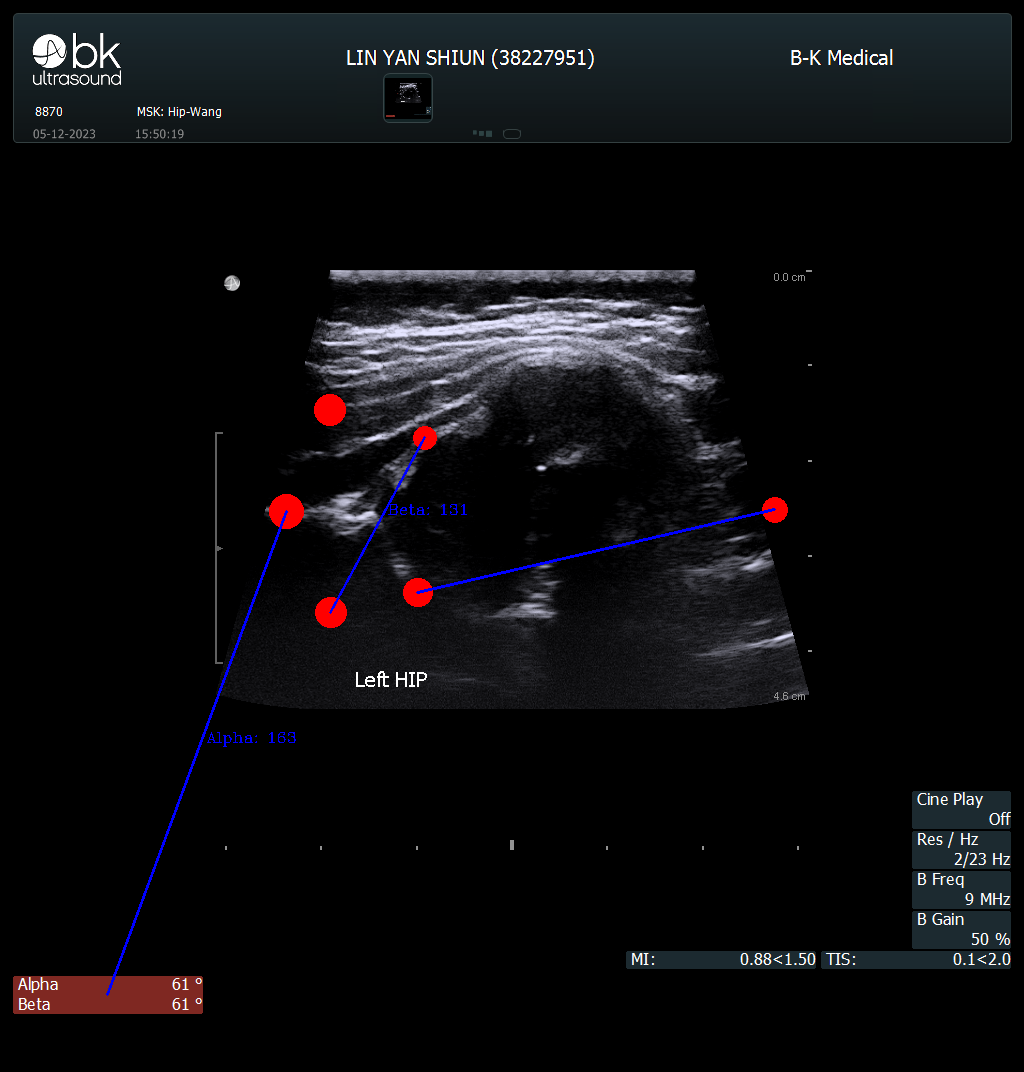 bk
ultrasound
LIN YAN SHIUN (38227951)
B-K Medical
8870
MSK: Hip-Wang
05-12-2023
15:50:19
0.0 cm
Beta: 131
Left HIP
4.6 cm
Alpha: 163
Cine Play
Off
Res / Hz
2/23 Hz
B Freq
9 MHz
B Gain
50 %
MI: 0.88<1.50
TIS: 0.1<2.0
Alpha 61 º
Beta 61 º